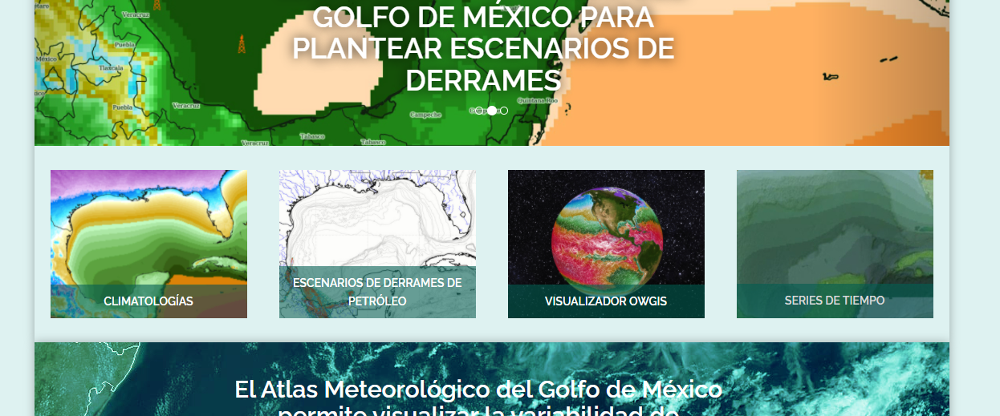 GOLFO DE MÉXICO PARA
PLANTEAR ESCENARIOS DE
DERRAMES
Veracruz
Puebla
México
Tlaxcala
Puebla
Veracruz
Campeche
Quintana Roo
Tabasco
Veracruz
Tabasco
CLIMATOLOGÍAS
ESCENARIOS DE DERRAMES DE
PETRÓLEO
VISUALIZADOR OWGIS
SERIES DE TIEMPO
El Atlas Meteorológico del Golfo de México
permite visualizar la variabilidad de